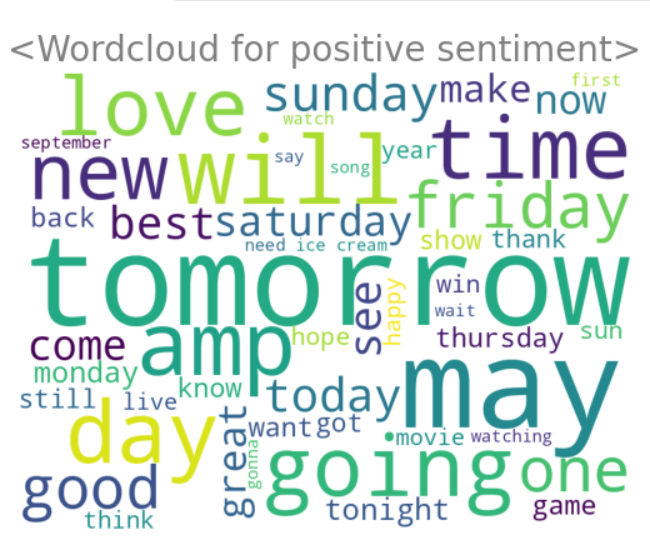 <Wordcloud for positive sentiment>
love
sunday
make
now
first
watch
september
new
will
say
song
year
time
back
best
saturday
friday
need ice cream
show
thank
tomorrow
see
happy
win
wait
come
amp
hope
thursday
sun
monday
know
today
may
still
live
day
great
gonna
want
got
movie
watching
going
one
good
think
tonight
game